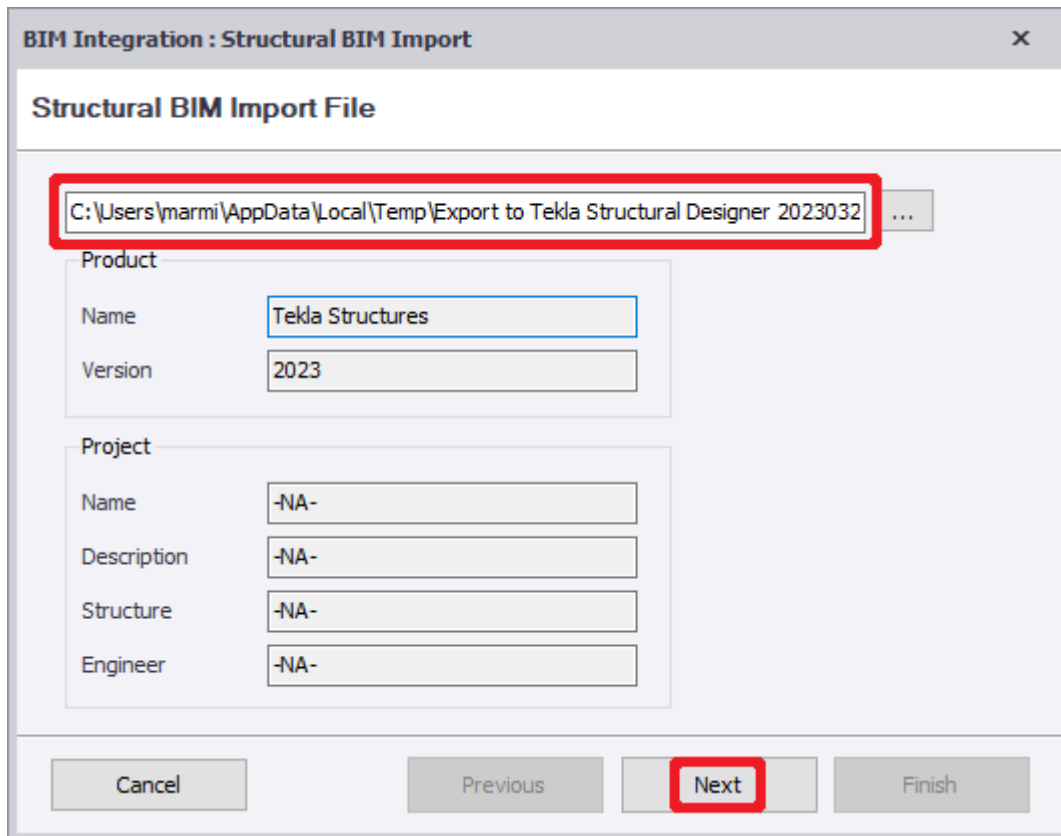 BIM Integration : Structural BIM Import
Structural BIM Import File
C:\Users\marmi\AppData\Local\Temp\Export to Tekla Structural Designer 2023032
...
Product
Name Tekla Structures
Version 2023
Project
Name -NA-
Description -NA-
Structure -NA-
Engineer -NA-
Cancel Previous Next Finish